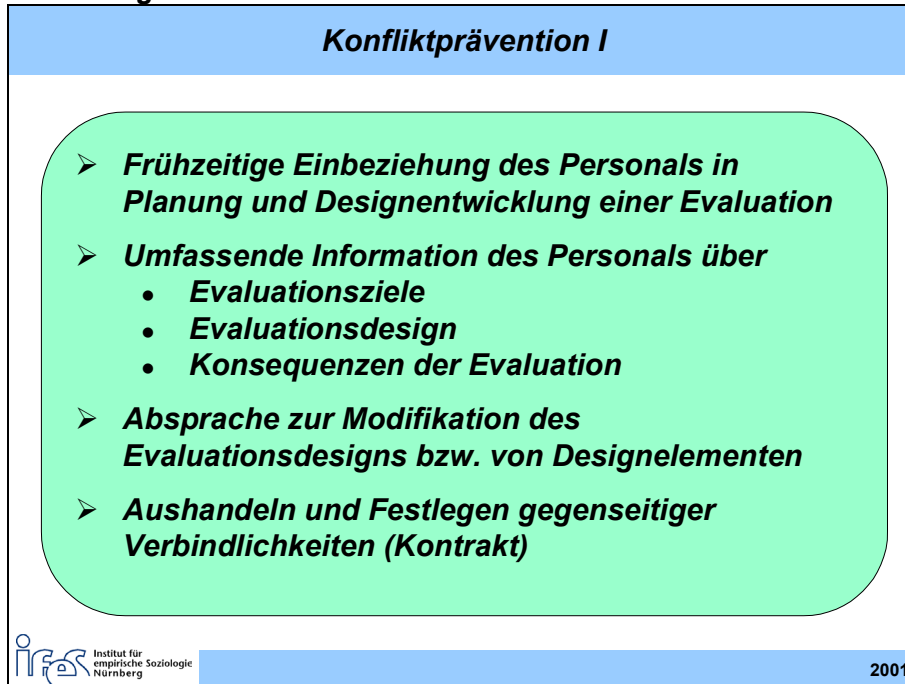 Konfliktprävention I
➢ Frühzeitige Einbeziehung des Personals in
Planung und Designentwicklung einer Evaluation
➢ Umfassende Information des Personals über
● Evaluationsziele
● Evaluationsdesign
● Konsequenzen der Evaluation
➢ Absprache zur Modifikation des
Evaluationsdesigns bzw. von Designelementen
➢ Aushandeln und Festlegen gegenseitiger
Verbindlichkeiten (Kontrakt)
ifes
Institut für
empirische Soziologie
Nürnberg
2001